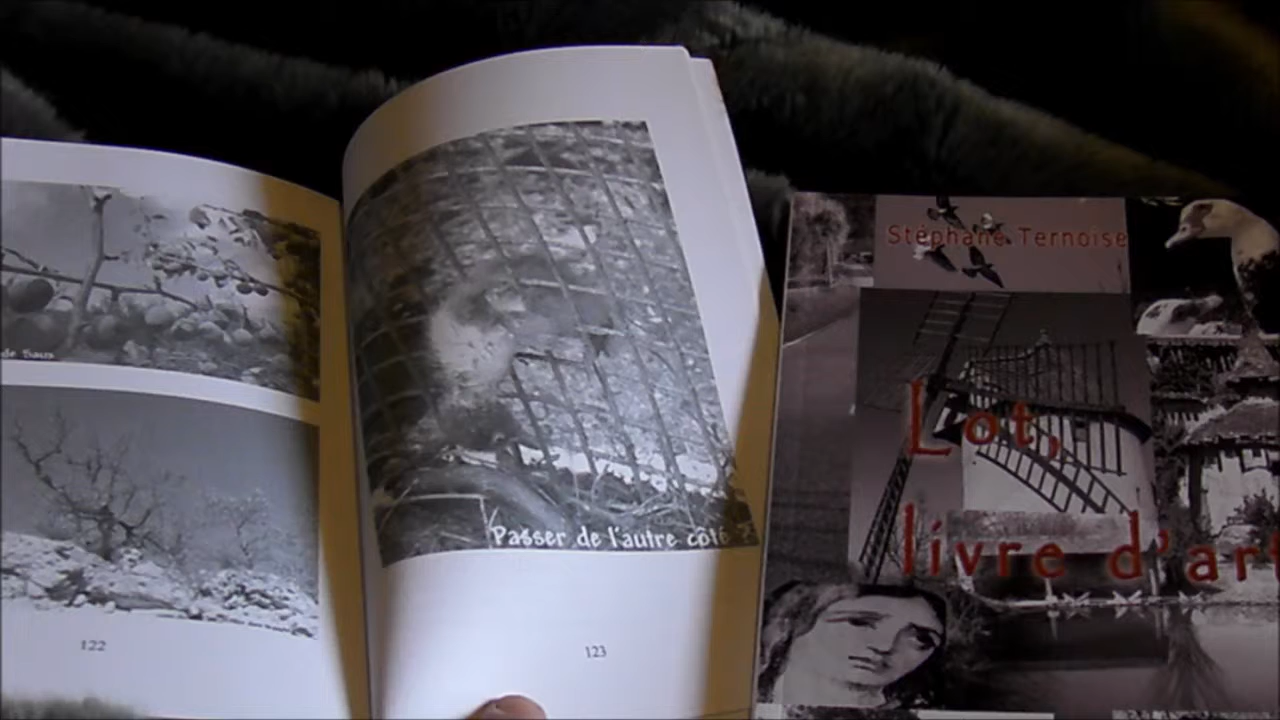 de Saux
122
Passer de l'autre côté ?
123
Stéphane Ternoise
Lot,
livre d'art